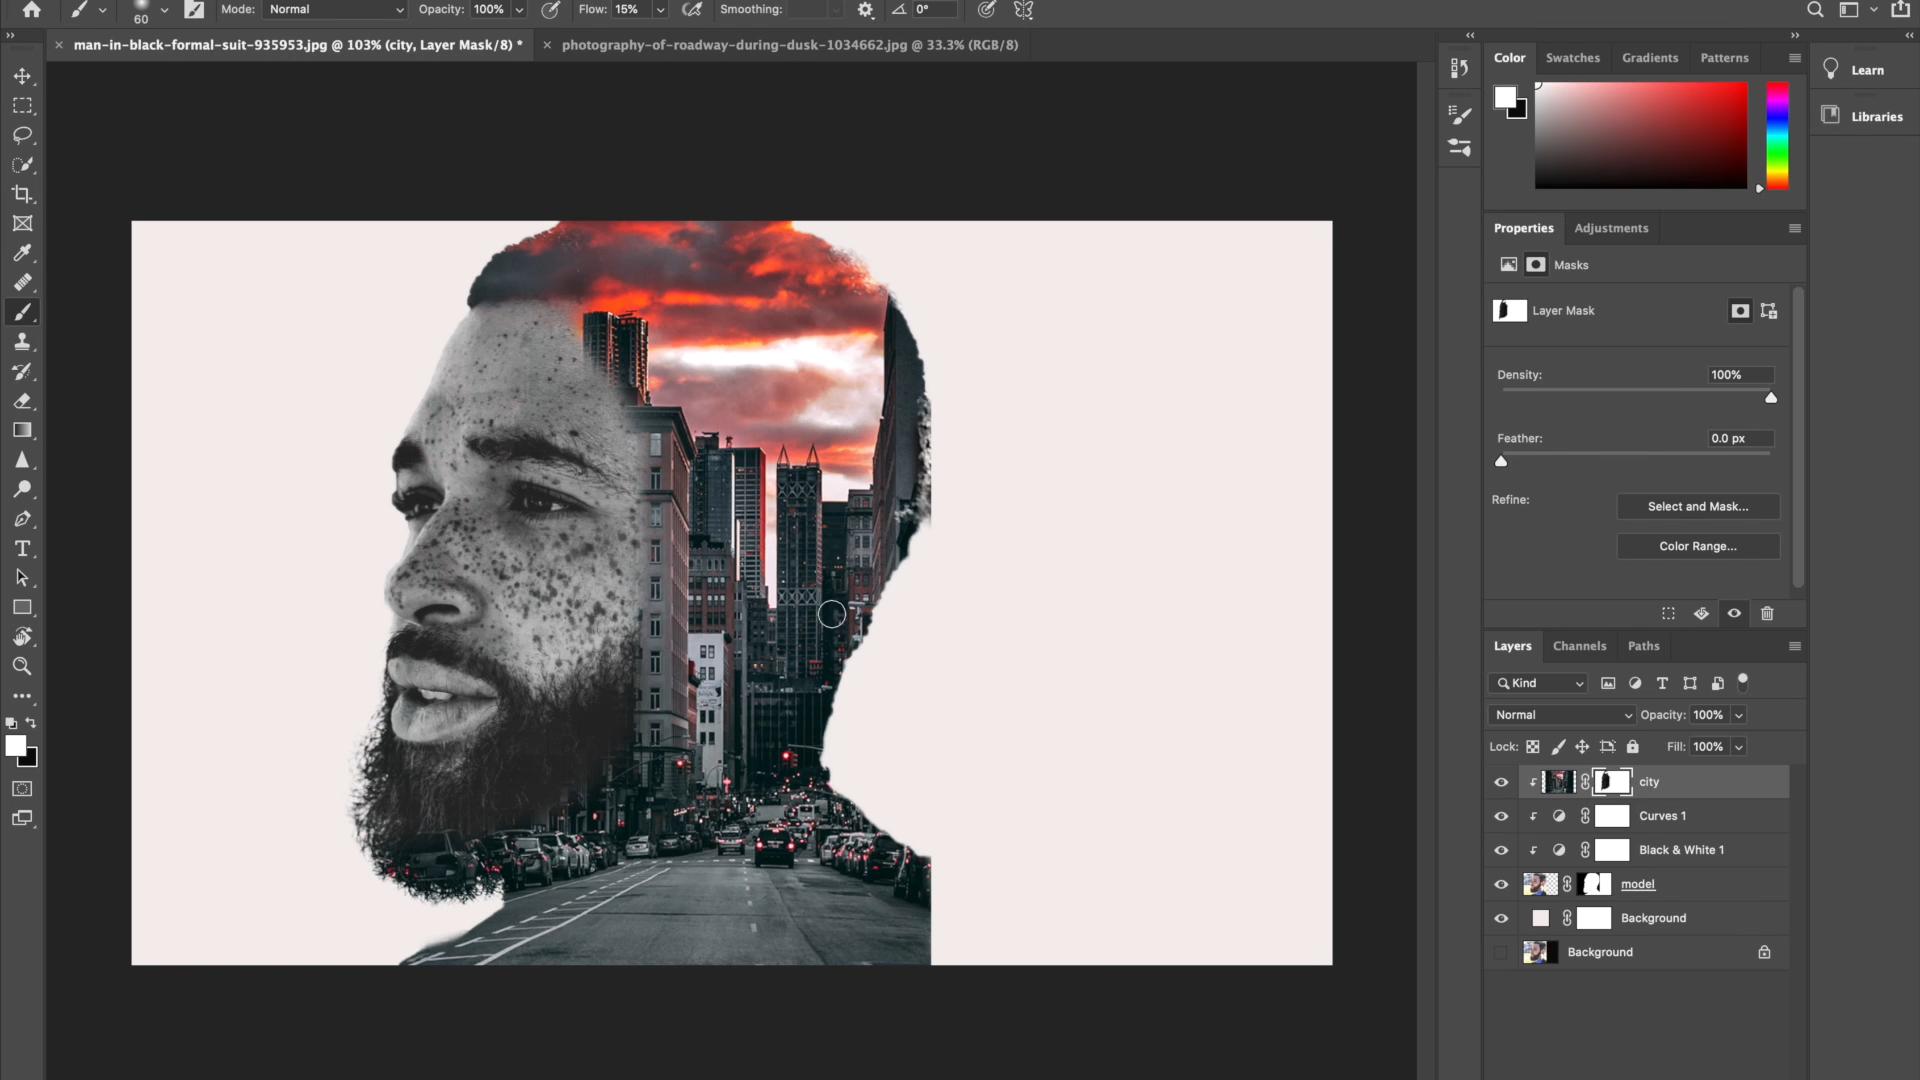 60 Mode: Normal Opacity: 100% Flow: 15% Smoothing: 0°
man-in-black-formal-suit-935953.jpg @ 103% (city, Layer Mask/8) *
photography-of-roadway-during-dusk-1034662.jpg @ 33.3% (RGB/8)
Color Swatches Gradients Patterns
Learn
Libraries
Properties Adjustments
Masks
Layer Mask
Density: 100%
Feather: 0.0 px
Refine: Select and Mask...
Color Range...
Layers Channels Paths
Kind
Normal Opacity: 100%
Lock: Fill: 100%
city
Curves 1
Black & White 1
model
Background
Background